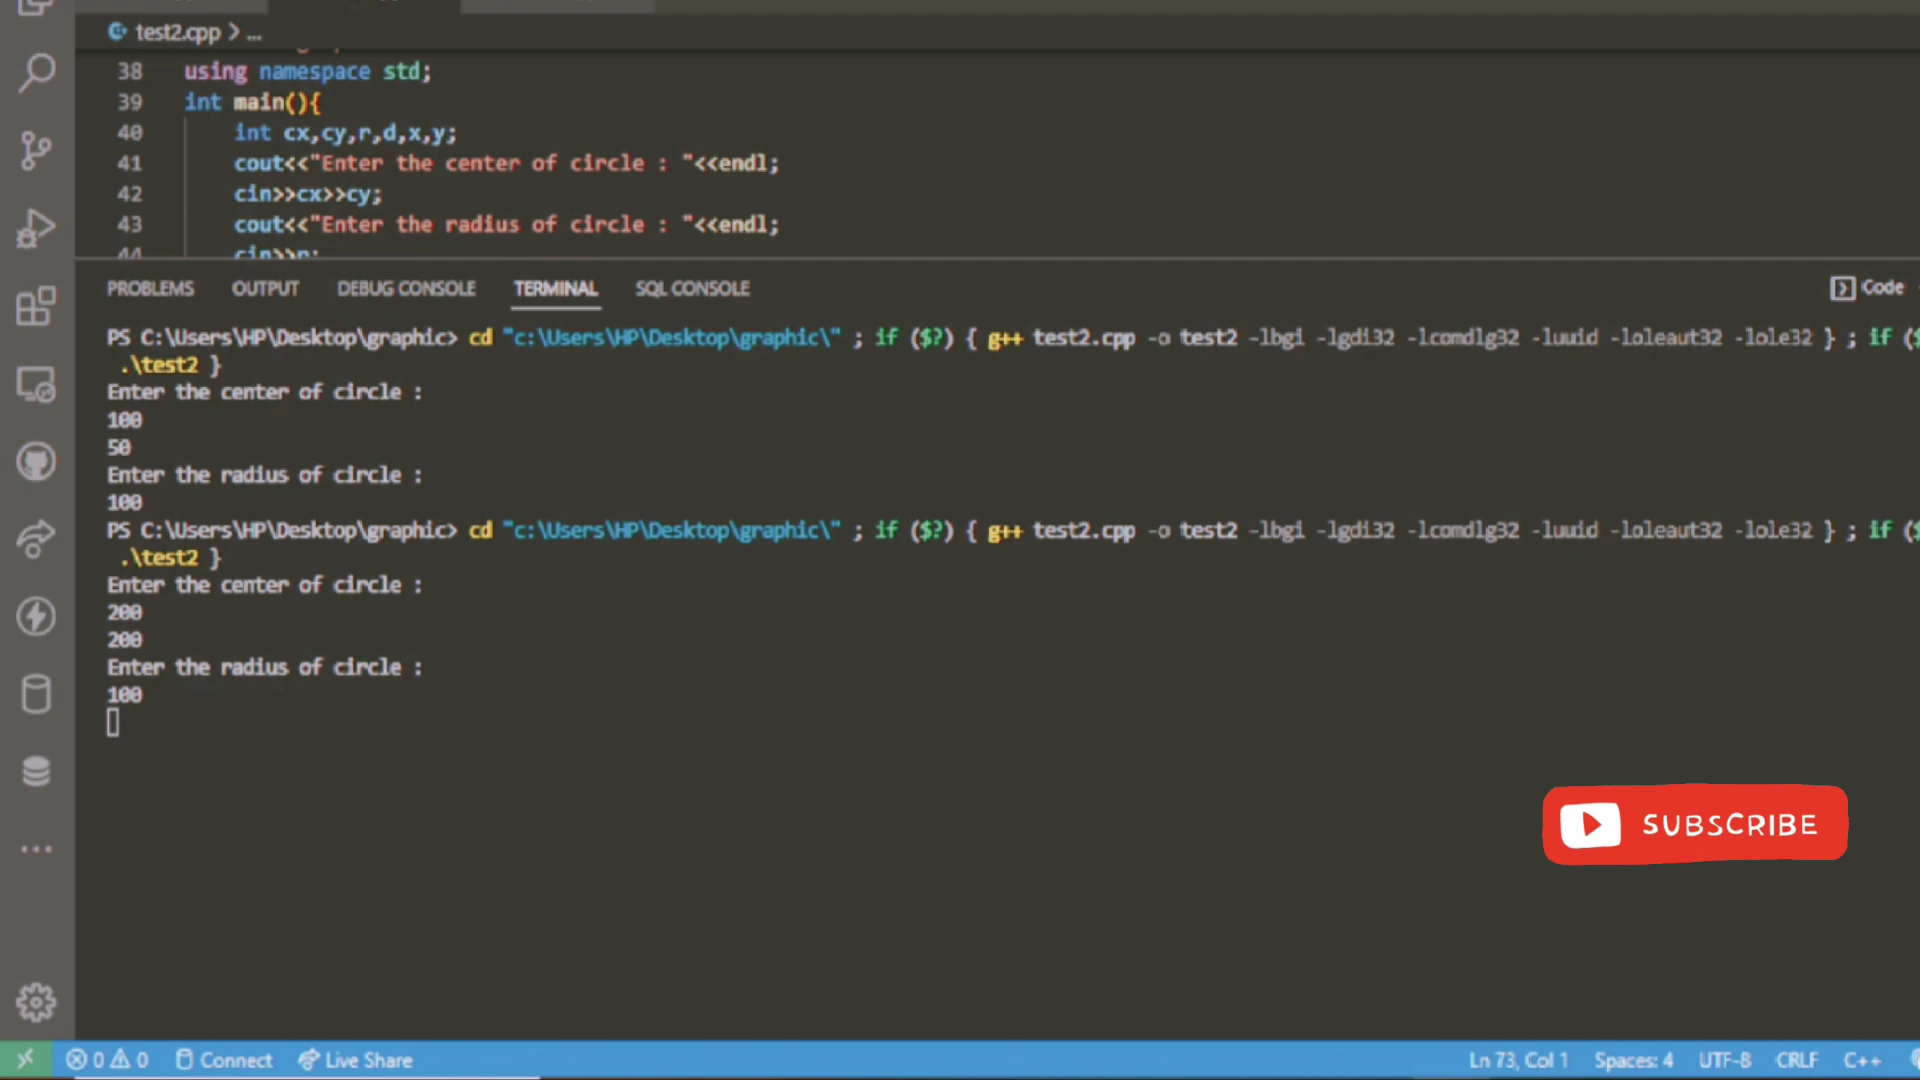 test2.cpp > ...
38 using namespace std;
39 int main(){
40 int cx,cy,r,d,x,y;
41 cout<<"Enter the center of circle : "<<endl;
42 cin>>cx>>cy;
43 cout<<"Enter the radius of circle : "<<endl;
44 cin>>r;
PROBLEMS OUTPUT DEBUG CONSOLE TERMINAL SQL CONSOLE
Code
PS C:\Users\HP\Desktop\graphic> cd "c:\Users\HP\Desktop\graphic\" ; if ($?) { g++ test2.cpp -o test2 -lbgi -lgdi32 -lcomdlg32 -luuid -loleaut32 -lole32 } ; if ($
.\test2 }
Enter the center of circle :
100
50
Enter the radius of circle :
100
PS C:\Users\HP\Desktop\graphic> cd "c:\Users\HP\Desktop\graphic\" ; if ($?) { g++ test2.cpp -o test2 -lbgi -lgdi32 -lcomdlg32 -luuid -loleaut32 -lole32 } ; if ($
.\test2 }
Enter the center of circle :
200
200
Enter the radius of circle :
100
SUBSCRIBE
0 0 Connect Live Share Ln 73, Col 1 Spaces: 4 UTF-8 CRLF C++